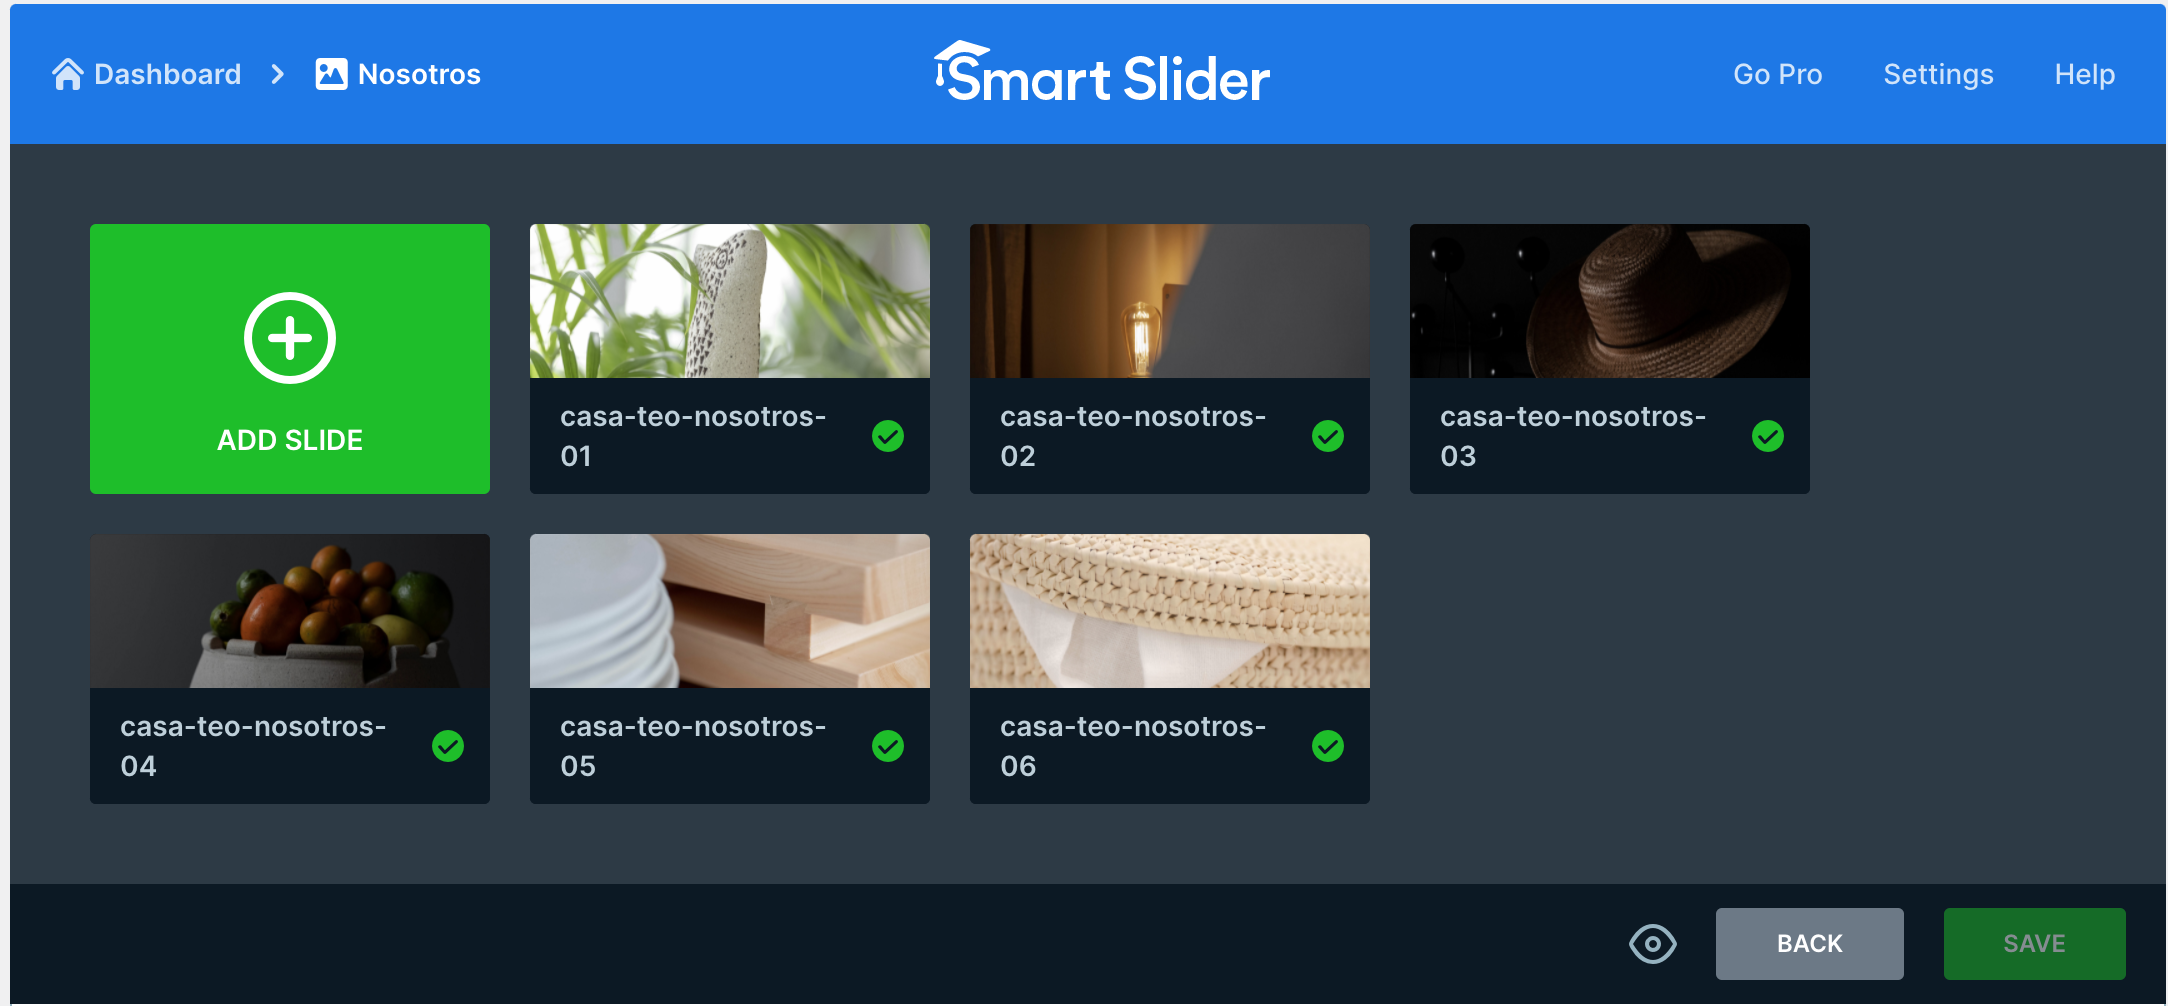 Dashboard
Nosotros
Smart Slider
Go Pro
Settings
Help
ADD SLIDE
casa-teo-nosotros-
01
casa-teo-nosotros-
02
casa-teo-nosotros-
03
casa-teo-nosotros-
04
casa-teo-nosotros-
05
casa-teo-nosotros-
06
BACK
SAVE